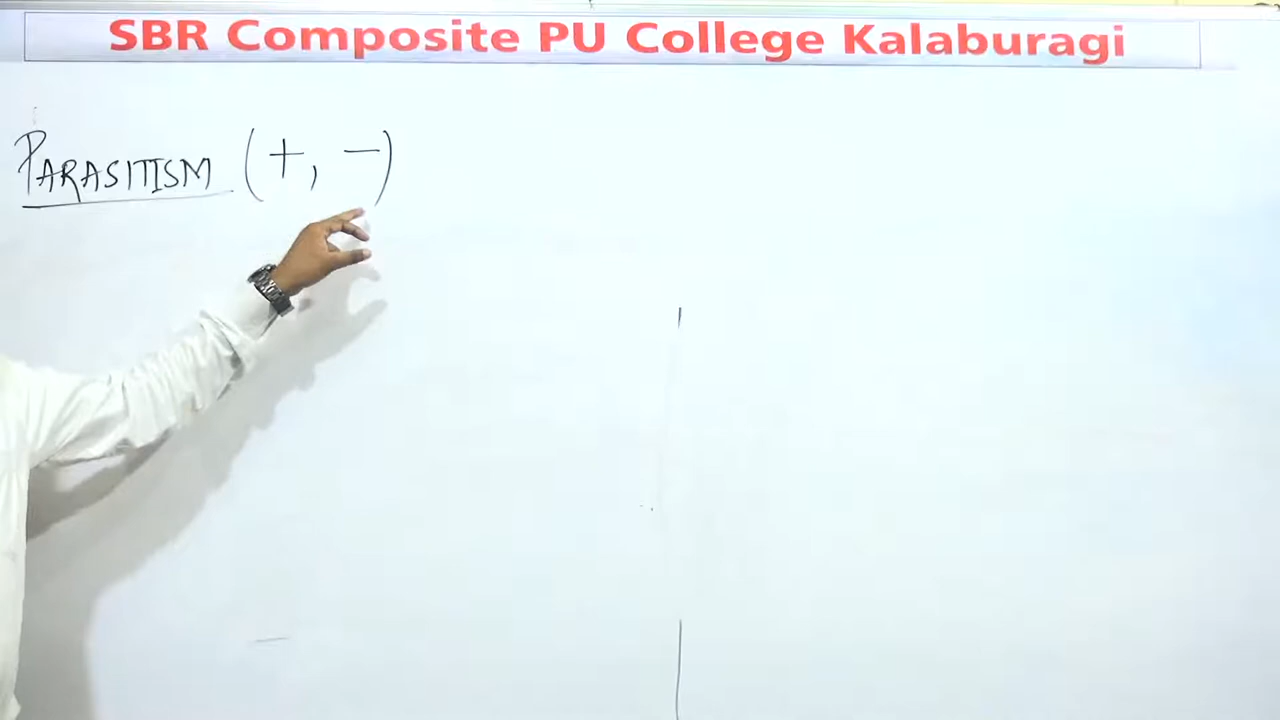 SBR Composite PU College Kalaburagi
PARASITISM (+, -)